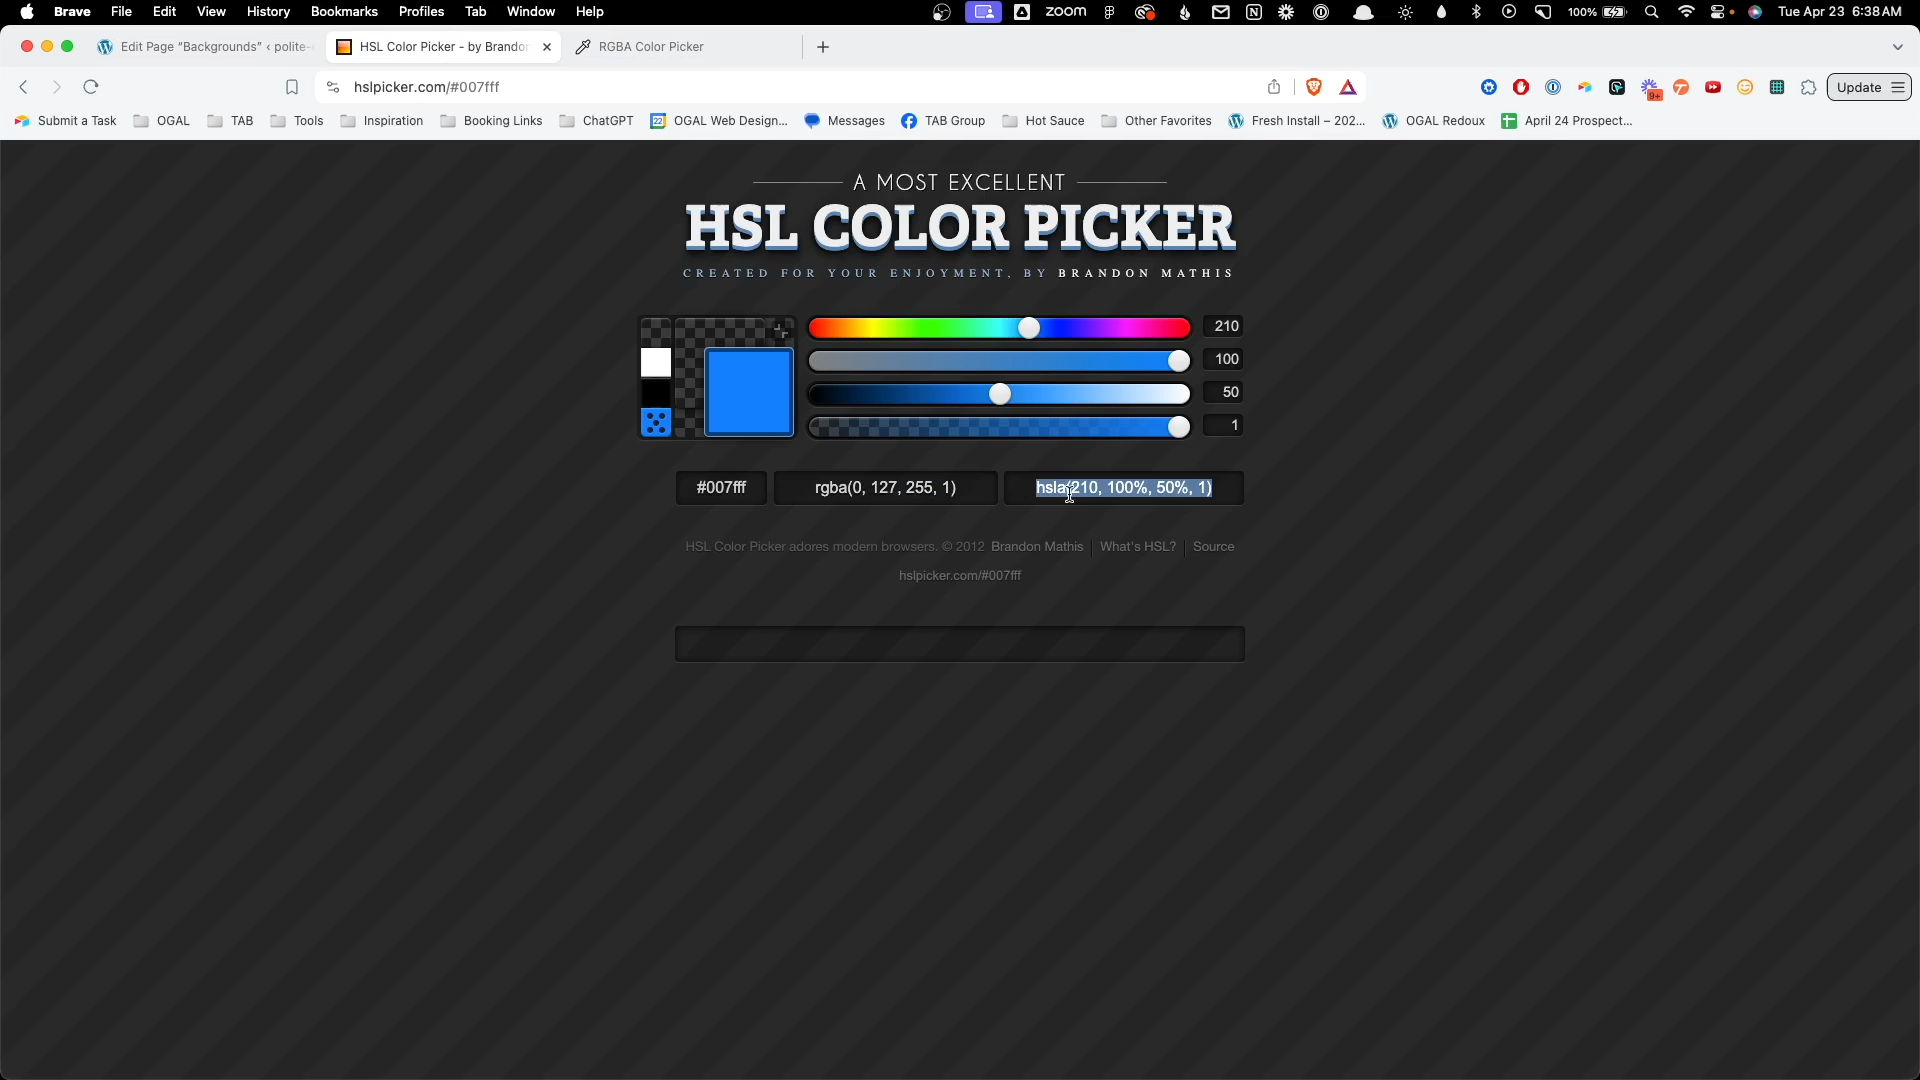 Brave File Edit View History Bookmarks Profiles Tab Window Help zoom 100% Tue Apr 23 6:38 AM
Edit Page "Backgrounds" ‹ polite- HSL Color Picker - by Brandon RGBA Color Picker
hslpicker.com/#007fff 9+ Update
Submit a Task OGAL TAB Tools Inspiration Booking Links ChatGPT 22 OGAL Web Design... Messages TAB Group Hot Sauce Other Favorites Fresh Install – 202... OGAL Redoux April 24 Prospect...
A MOST EXCELLENT
HSL COLOR PICKER
CREATED FOR YOUR ENJOYMENT, BY BRANDON MATHIS
210
100
50
1
#007fff rgba(0, 127, 255, 1) hsla(210, 100%, 50%, 1)
HSL Color Picker adores modern browsers. © 2012 Brandon Mathis What's HSL? Source
hslpicker.com/#007fff